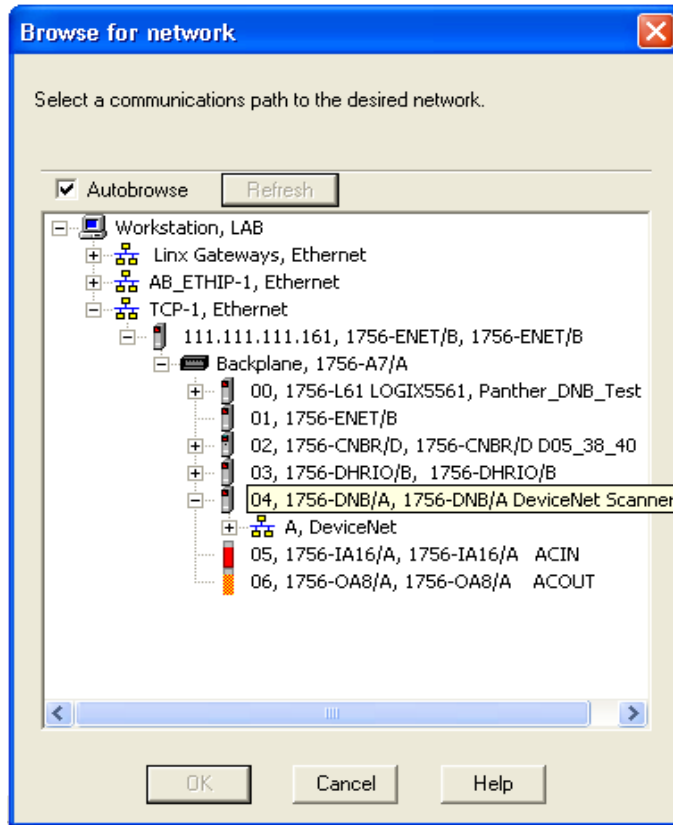 Browse for network
Select a communications path to the desired network.
Autobrowse Refresh
Workstation, LAB
Linx Gateways, Ethernet
AB_ETHIP-1, Ethernet
TCP-1, Ethernet
111.111.111.161, 1756-ENET/B, 1756-ENET/B
Backplane, 1756-A7/A
00, 1756-L61 LOGIX5561, Panther_DNB_Test
01, 1756-ENET/B
02, 1756-CNBR/D, 1756-CNBR/D D05_38_40
03, 1756-DHRIO/B, 1756-DHRIO/B
04, 1756-DNB/A, 1756-DNB/A DeviceNet Scanner
A, DeviceNet
05, 1756-IA16/A, 1756-IA16/A ACIN
06, 1756-OA8/A, 1756-OA8/A ACOUT
OK Cancel Help